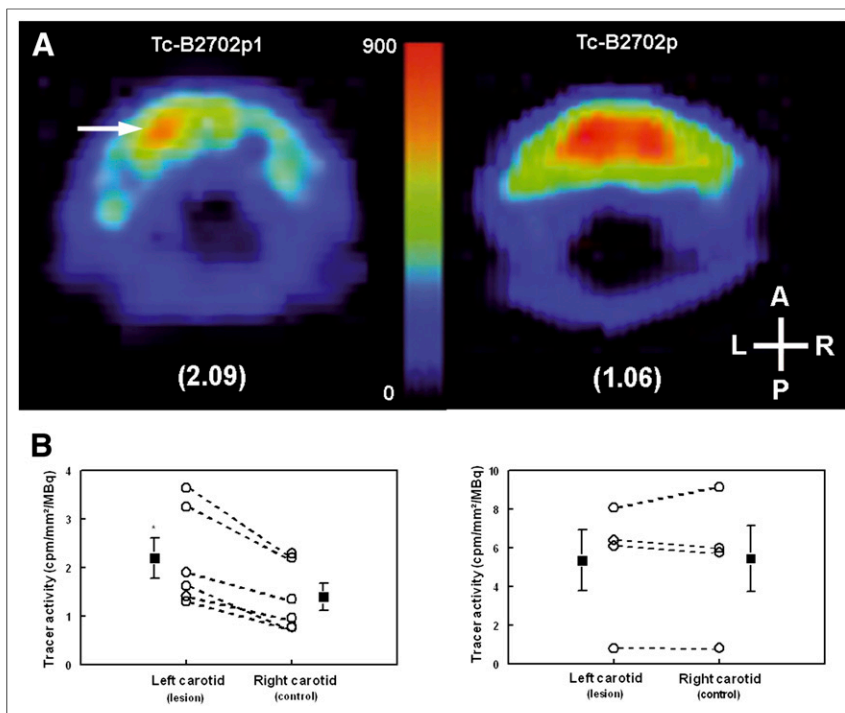 A
Tc-B2702p1
900
Tc-B2702p
A
L R
P
(2.09)
0
(1.06)
B
Tracer activity (cpm/mm²/MBq)
4
3
2
1
0
*
Left carotid Right carotid
(lesion) (control)
Tracer activity (cpm/mm²/MBq)
10
8
6
4
2
0
Left carotid Right carotid
(lesion) (control)